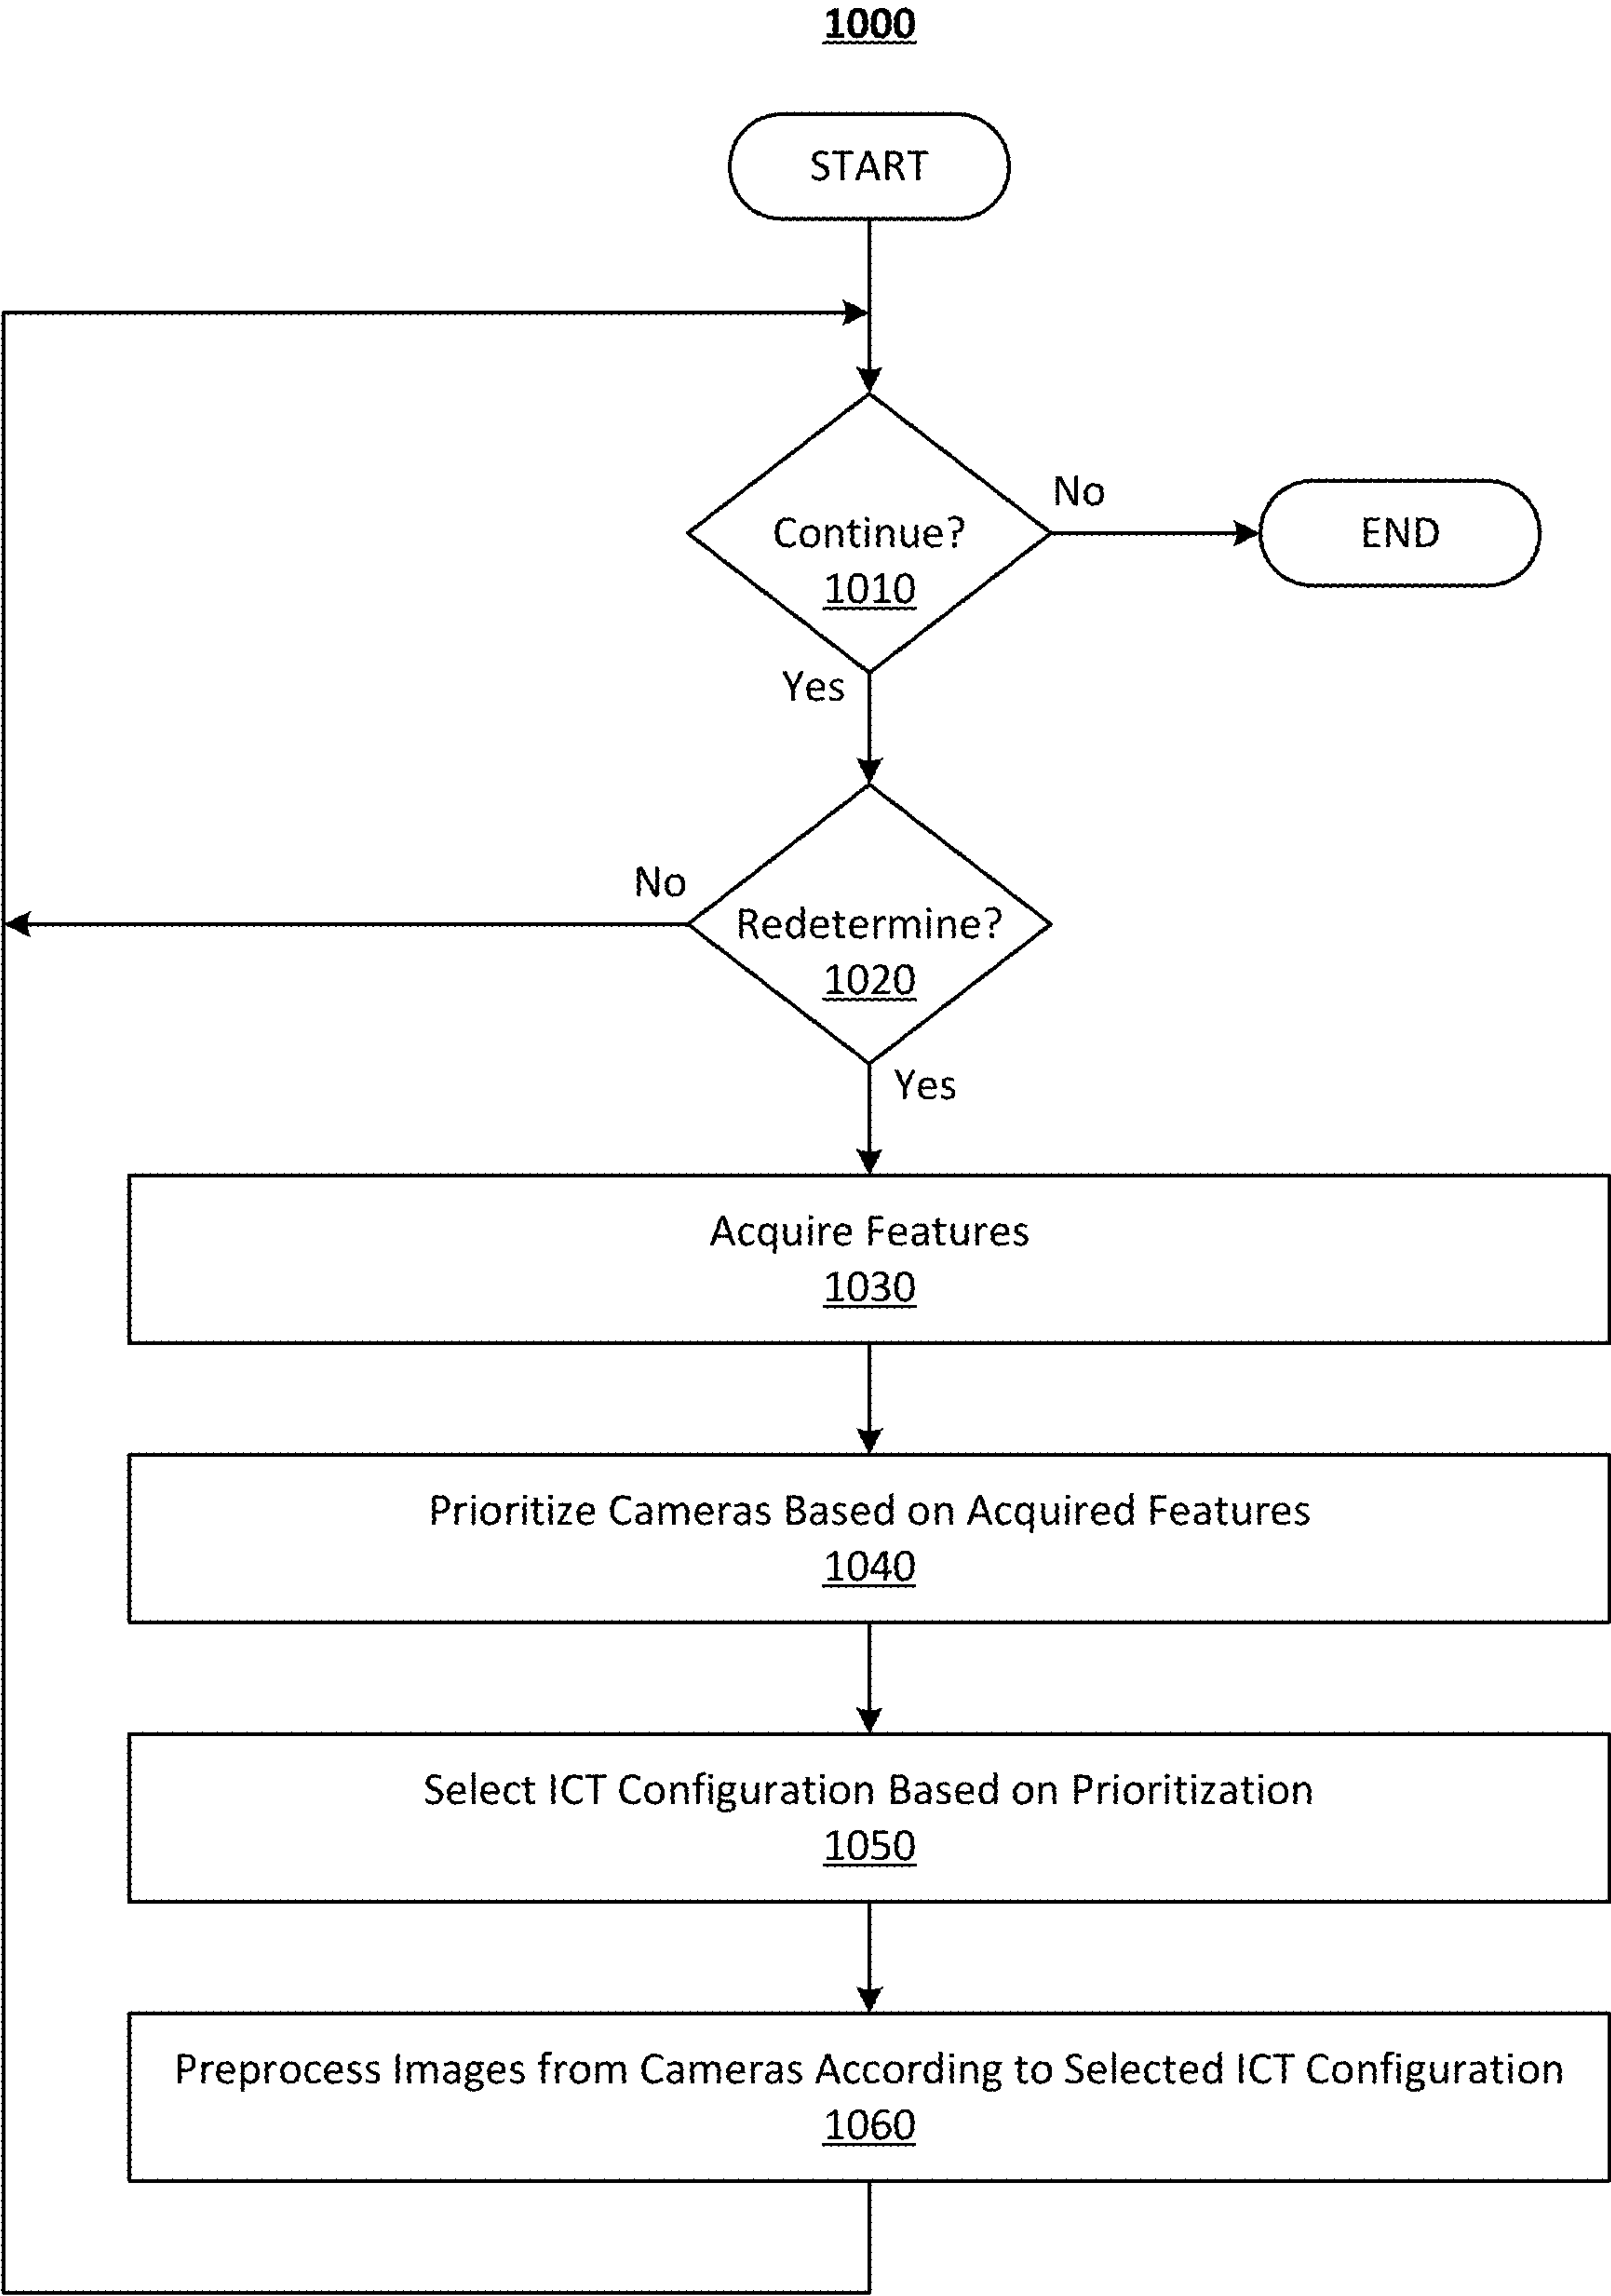 1000
START
Continue?
1010
No
END
Yes
No
Redetermine?
1020
Yes
Acquire Features
1030
Prioritize Cameras Based on Acquired Features
1040
Select ICT Configuration Based on Prioritization
1050
Preprocess Images from Cameras According to Selected ICT Configuration
1060